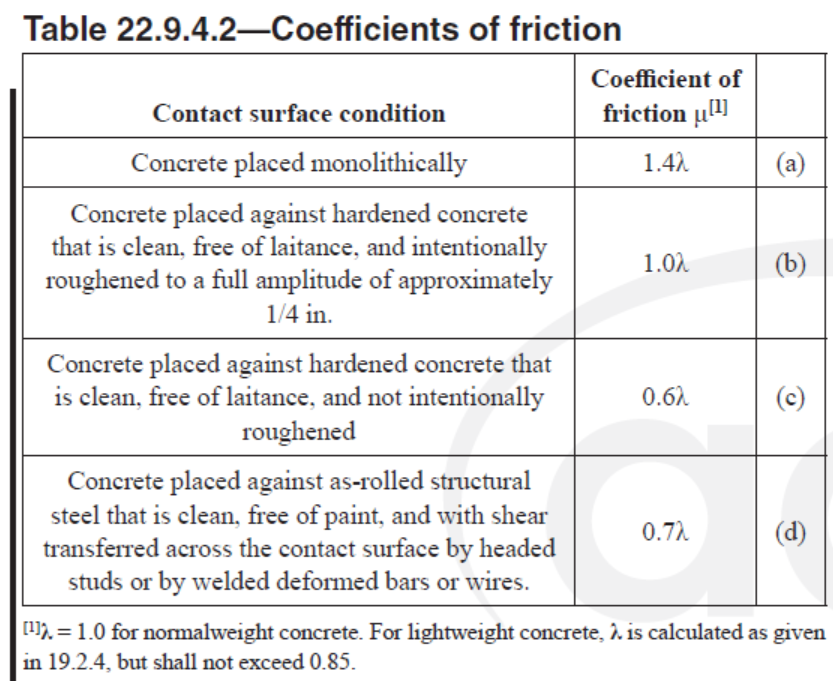 Table 22.9.4.2—Coefficients of friction
Contact surface condition
Coefficient of
friction μ[1]
Concrete placed monolithically
1.4λ
(a)
Concrete placed against hardened concrete
that is clean, free of laitance, and intentionally
roughened to a full amplitude of approximately
1/4 in.
1.0λ
(b)
Concrete placed against hardened concrete that
is clean, free of laitance, and not intentionally
roughened
0.6λ
(c)
Concrete placed against as-rolled structural
steel that is clean, free of paint, and with shear
transferred across the contact surface by headed
studs or by welded deformed bars or wires.
0.7λ
(d)
[1]λ = 1.0 for normalweight concrete. For lightweight concrete, λ is calculated as given
in 19.2.4, but shall not exceed 0.85.